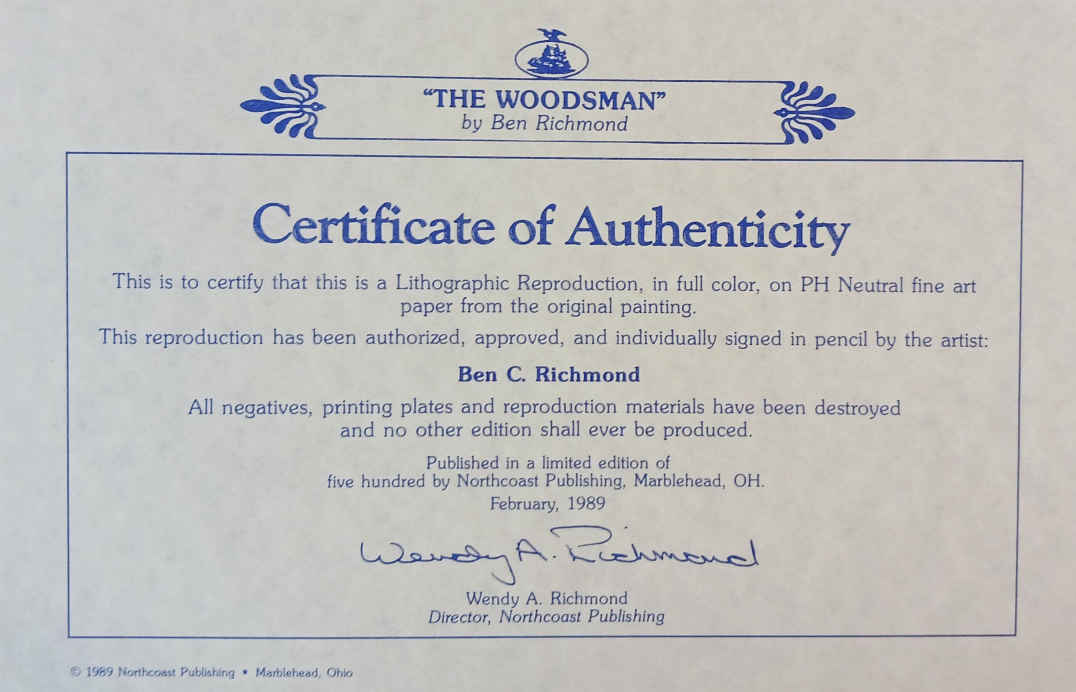 "THE WOODSMAN"
by Ben Richmond
Certificate of Authenticity
This is to certify that this is a Lithographic Reproduction, in full color, on PH Neutral fine art
paper from the original painting.
This reproduction has been authorized, approved, and individually signed in pencil by the artist:
Ben C. Richmond
All negatives, printing plates and reproduction materials have been destroyed
and no other edition shall ever be produced.
Published in a limited edition of
five hundred by Northcoast Publishing, Marblehead, OH.
February, 1989
Wendy A. Richmond
Wendy A. Richmond
Director, Northcoast Publishing
© 1989 Northcoast Publishing • Marblehead, Ohio